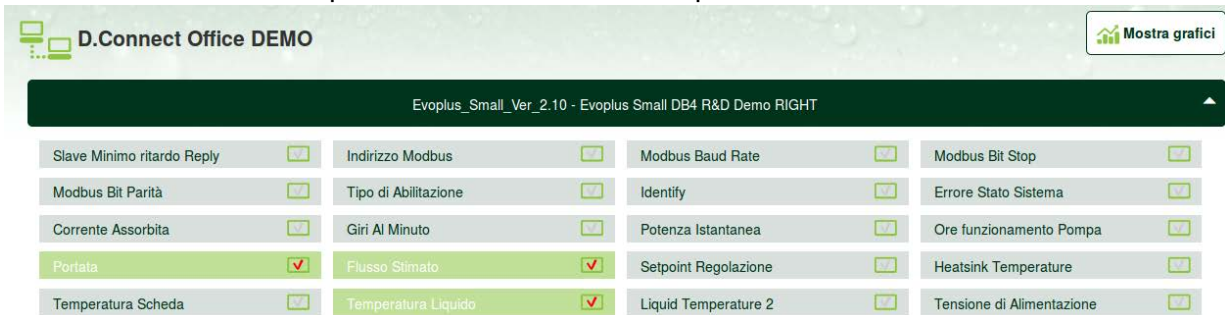 D.Connect Office DEMO
Mostra grafici
Evoplus_Small_Ver_2.10 - Evoplus Small DB4 R&D Demo RIGHT
Slave Minimo ritardo Reply Indirizzo Modbus Modbus Baud Rate Modbus Bit Stop
Modbus Bit Parità Tipo di Abilitazione Identify Errore Stato Sistema
Corrente Assorbita Giri Al Minuto Potenza Istantanea Ore funzionamento Pompa
Portata Flusso Stimato Setpoint Regolazione Heatsink Temperature
Temperatura Scheda Temperatura Liquido Liquid Temperature 2 Tensione di Alimentazione